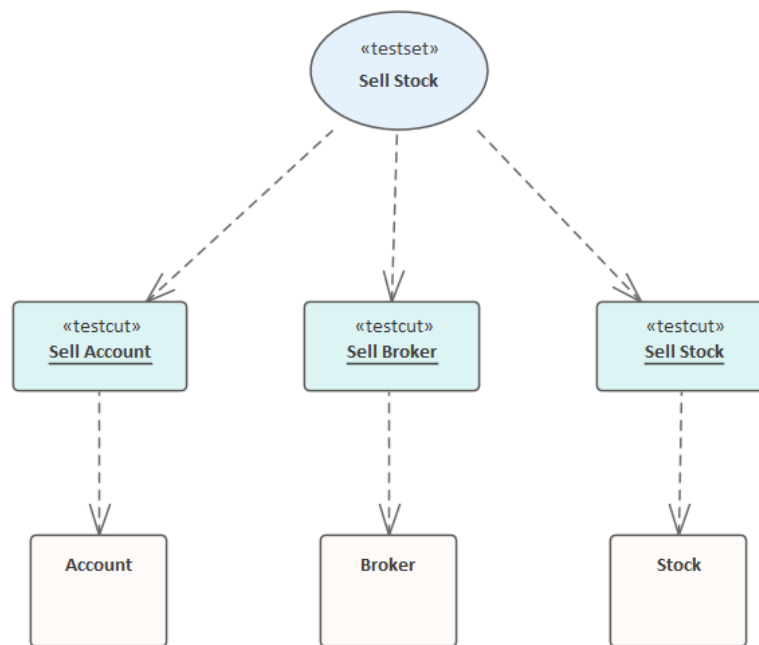 «testset»
Sell Stock
«testcut»
Sell Account
«testcut»
Sell Broker
«testcut»
Sell Stock
Account
Broker
Stock